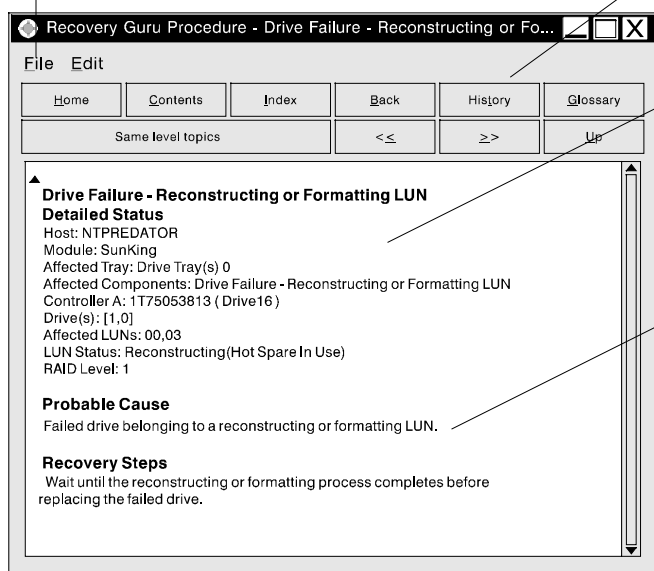 Recovery Guru Procedure - Drive Failure - Reconstructing or Fo...
File Edit
Home Contents Index Back History Glossary
Same level topics << >> Up
Drive Failure - Reconstructing or Formatting LUN
Detailed Status
Host: NTPREDATOR
Module: SunKing
Affected Tray: Drive Tray(s) 0
Affected Components: Drive Failure - Reconstructing or Formatting LUN
Controller A: 1T75053813 ( Drive16 )
Drive(s): [1,0]
Affected LUNs: 00,03
LUN Status: Reconstructing(Hot Spare In Use)
RAID Level: 1
Probable Cause
Failed drive belonging to a reconstructing or formatting LUN.
Recovery Steps
Wait until the reconstructing or formatting process completes before
replacing the failed drive.